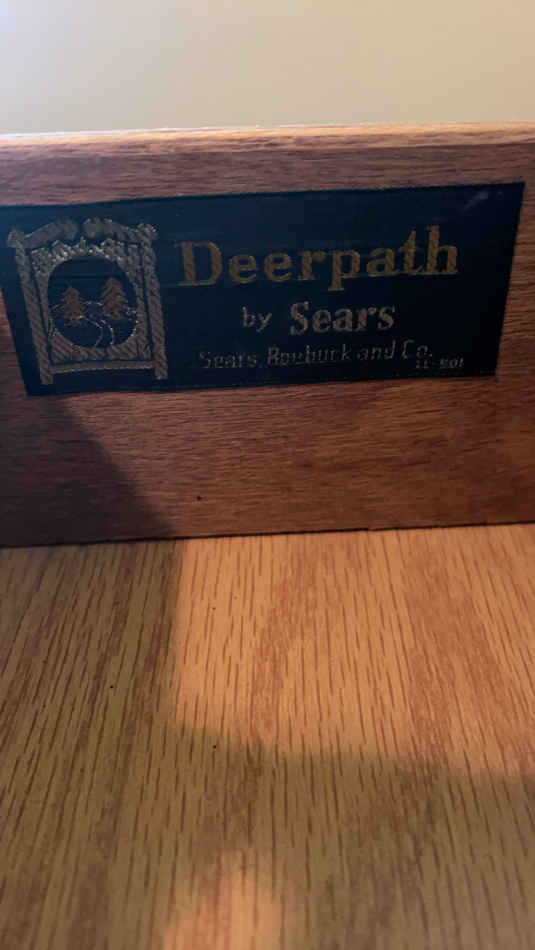 Deerpath
by Sears
Sears, Roebuck and Co.